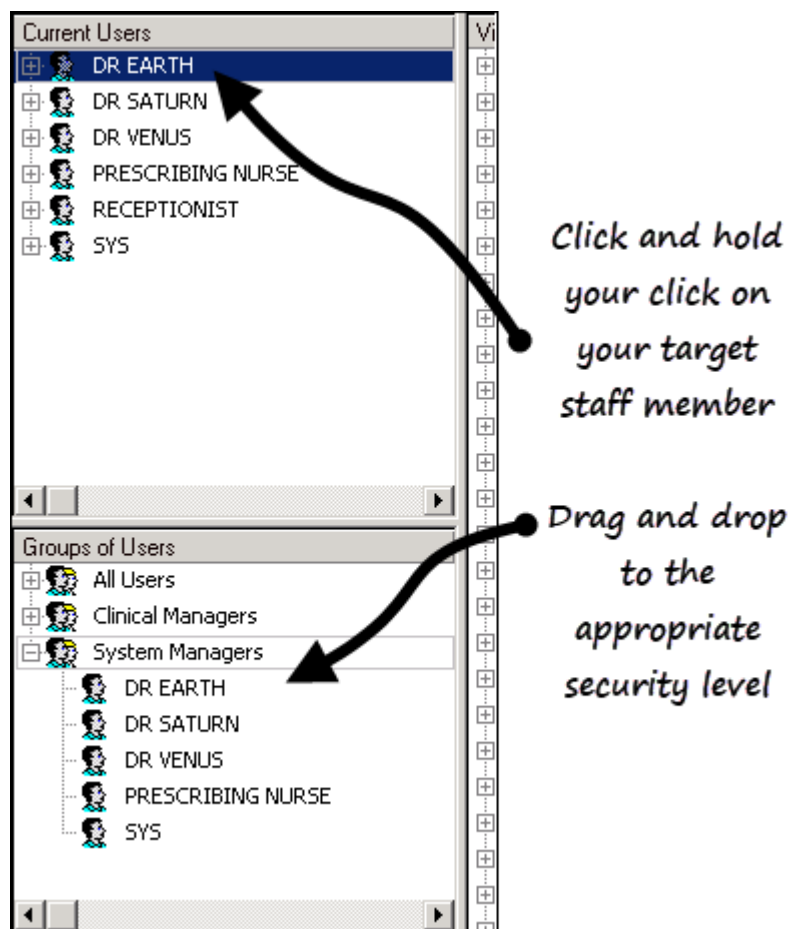 Current Users
DR EARTH
DR SATURN
DR VENUS
PRESCRIBING NURSE
RECEPTIONIST
SYS
Vi
Click and hold
your click on
your target
staff member
Drag and drop
to the
appropriate
security level
Groups of Users
All Users
Clinical Managers
System Managers
DR EARTH
DR SATURN
DR VENUS
PRESCRIBING NURSE
SYS